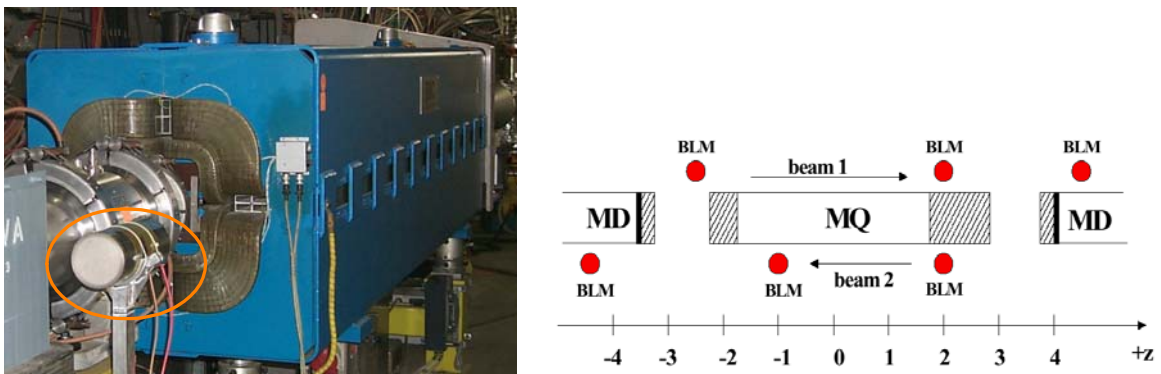 BLM BLM BLM
beam 1
MD MQ MD
beam 2
BLM BLM BLM
-4 -3 -2 -1 0 1 2 3 4 +z